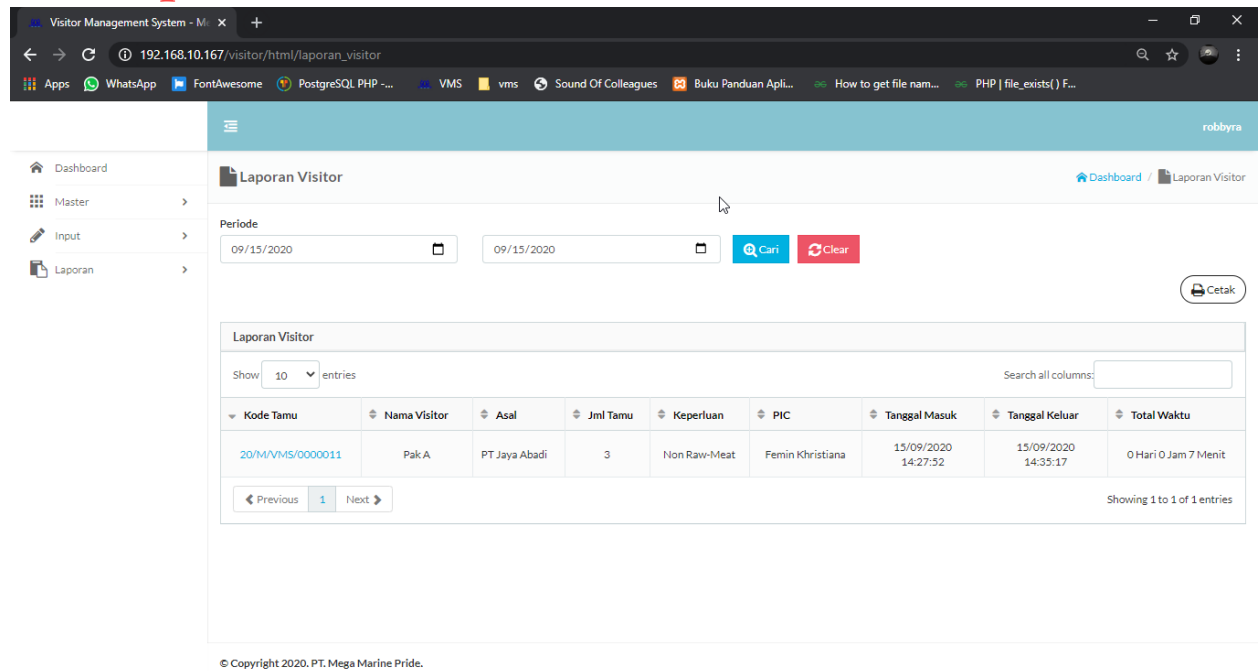 Visitor Management System - Me
192.168.10.167/visitor/html/laporan_visitor
Apps WhatsApp FontAwesome PostgreSQL PHP -... VMS vms Sound Of Colleagues Buku Panduan Apli... How to get file nam... PHP | file_exists( ) F...
robbyra
Dashboard
Master
Input
Laporan
Laporan Visitor
Dashboard / Laporan Visitor
Periode
09/15/2020 09/15/2020 Cari Clear
Cetak
Laporan Visitor
Show 10 entries Search all columns:
Kode Tamu Nama Visitor Asal Jml Tamu Keperluan PIC Tanggal Masuk Tanggal Keluar Total Waktu
20/M/VMS/0000011 Pak A PT Jaya Abadi 3 Non Raw-Meat Femin Khristiana 15/09/2020 15/09/2020 0 Hari 0 Jam 7 Menit
14:27:52 14:35:17
Previous 1 Next Showing 1 to 1 of 1 entries
© Copyright 2020. PT. Mega Marine Pride.